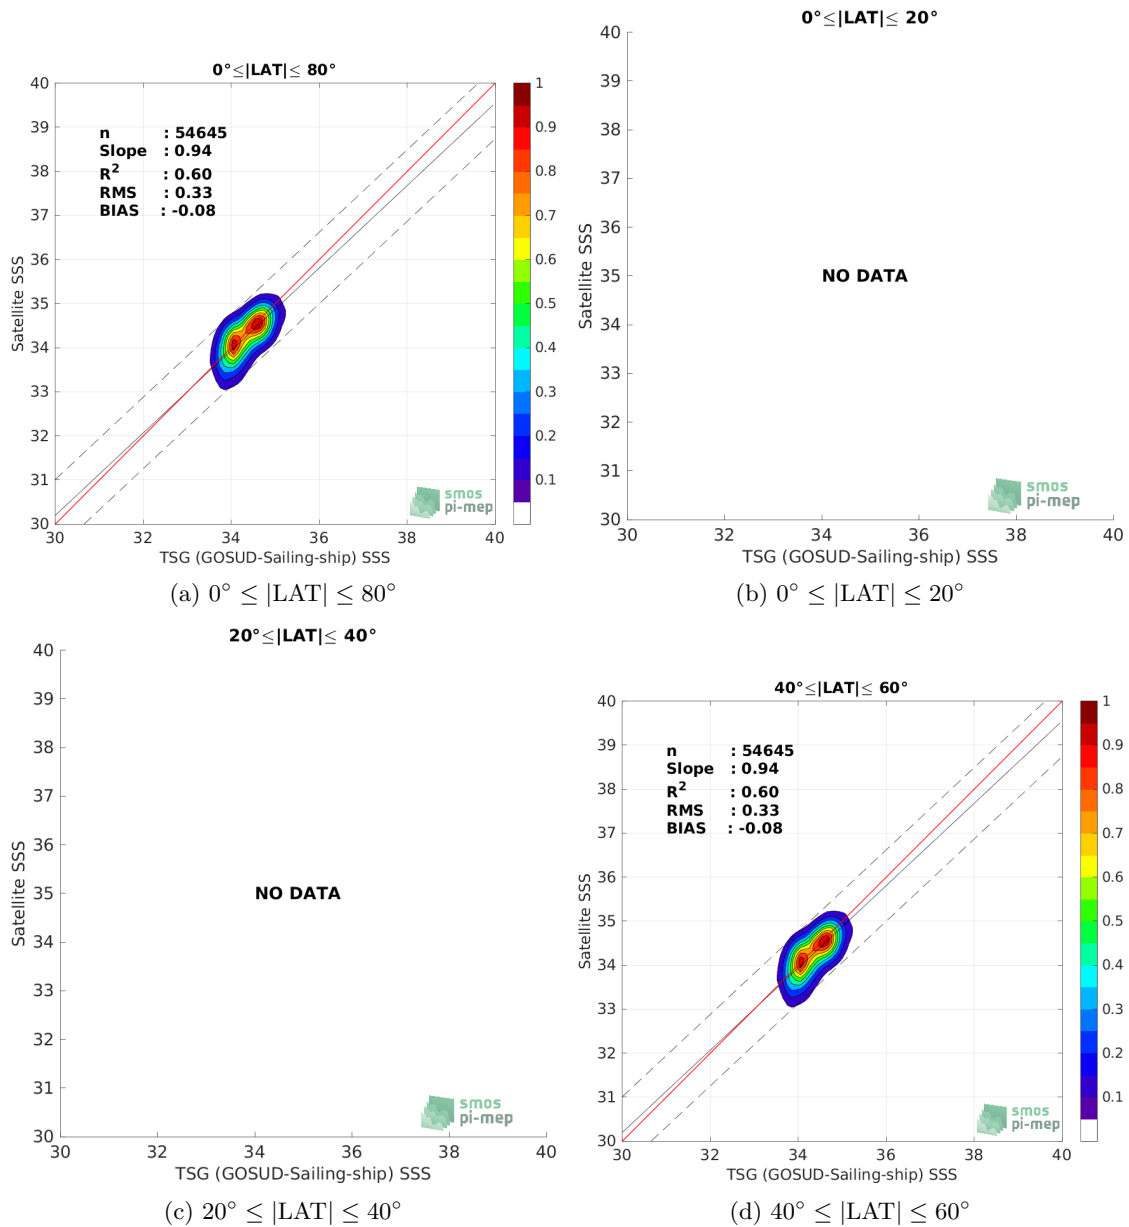 0°≤|LAT|≤ 80°
40
39
38
37
36
35
34
33
32
31
30
Satellite SSS
n : 54645
Slope : 0.94
R2 : 0.60
RMS : 0.33
BIAS : -0.08
smos
pi-mep
30 32 34 36 38 40
TSG (GOSUD-Sailing-ship) SSS
1
0.9
0.8
0.7
0.6
0.5
0.4
0.3
0.2
0.1
(a) 0° ≤ |LAT| ≤ 80°
0°≤|LAT|≤ 20°
40
39
38
37
36
35
34
33
32
31
30
Satellite SSS
NO DATA
smos
pi-mep
30 32 34 36 38 40
TSG (GOSUD-Sailing-ship) SSS
(b) 0° ≤ |LAT| ≤ 20°
20°≤|LAT|≤ 40°
40
39
38
37
36
35
34
33
32
31
30
Satellite SSS
NO DATA
smos
pi-mep
30 32 34 36 38 40
TSG (GOSUD-Sailing-ship) SSS
(c) 20° ≤ |LAT| ≤ 40°
40°≤|LAT|≤ 60°
40
39
38
37
36
35
34
33
32
31
30
Satellite SSS
n : 54645
Slope : 0.94
R2 : 0.60
RMS : 0.33
BIAS : -0.08
smos
pi-mep
30 32 34 36 38 40
TSG (GOSUD-Sailing-ship) SSS
1
0.9
0.8
0.7
0.6
0.5
0.4
0.3
0.2
0.1
(d) 40° ≤ |LAT| ≤ 60°